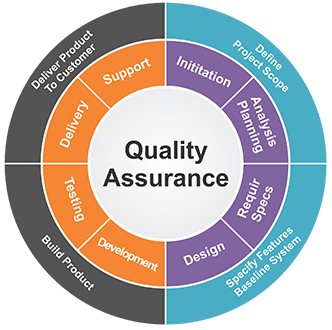 Quality
Assurance
Define
Project Scope
Specify Features
Baseline System
Build Product
Deliver Product
To Customer
Inititation
Analysis
Planning
Requir
Specs
Design
Development
Testing
Delivery
Support